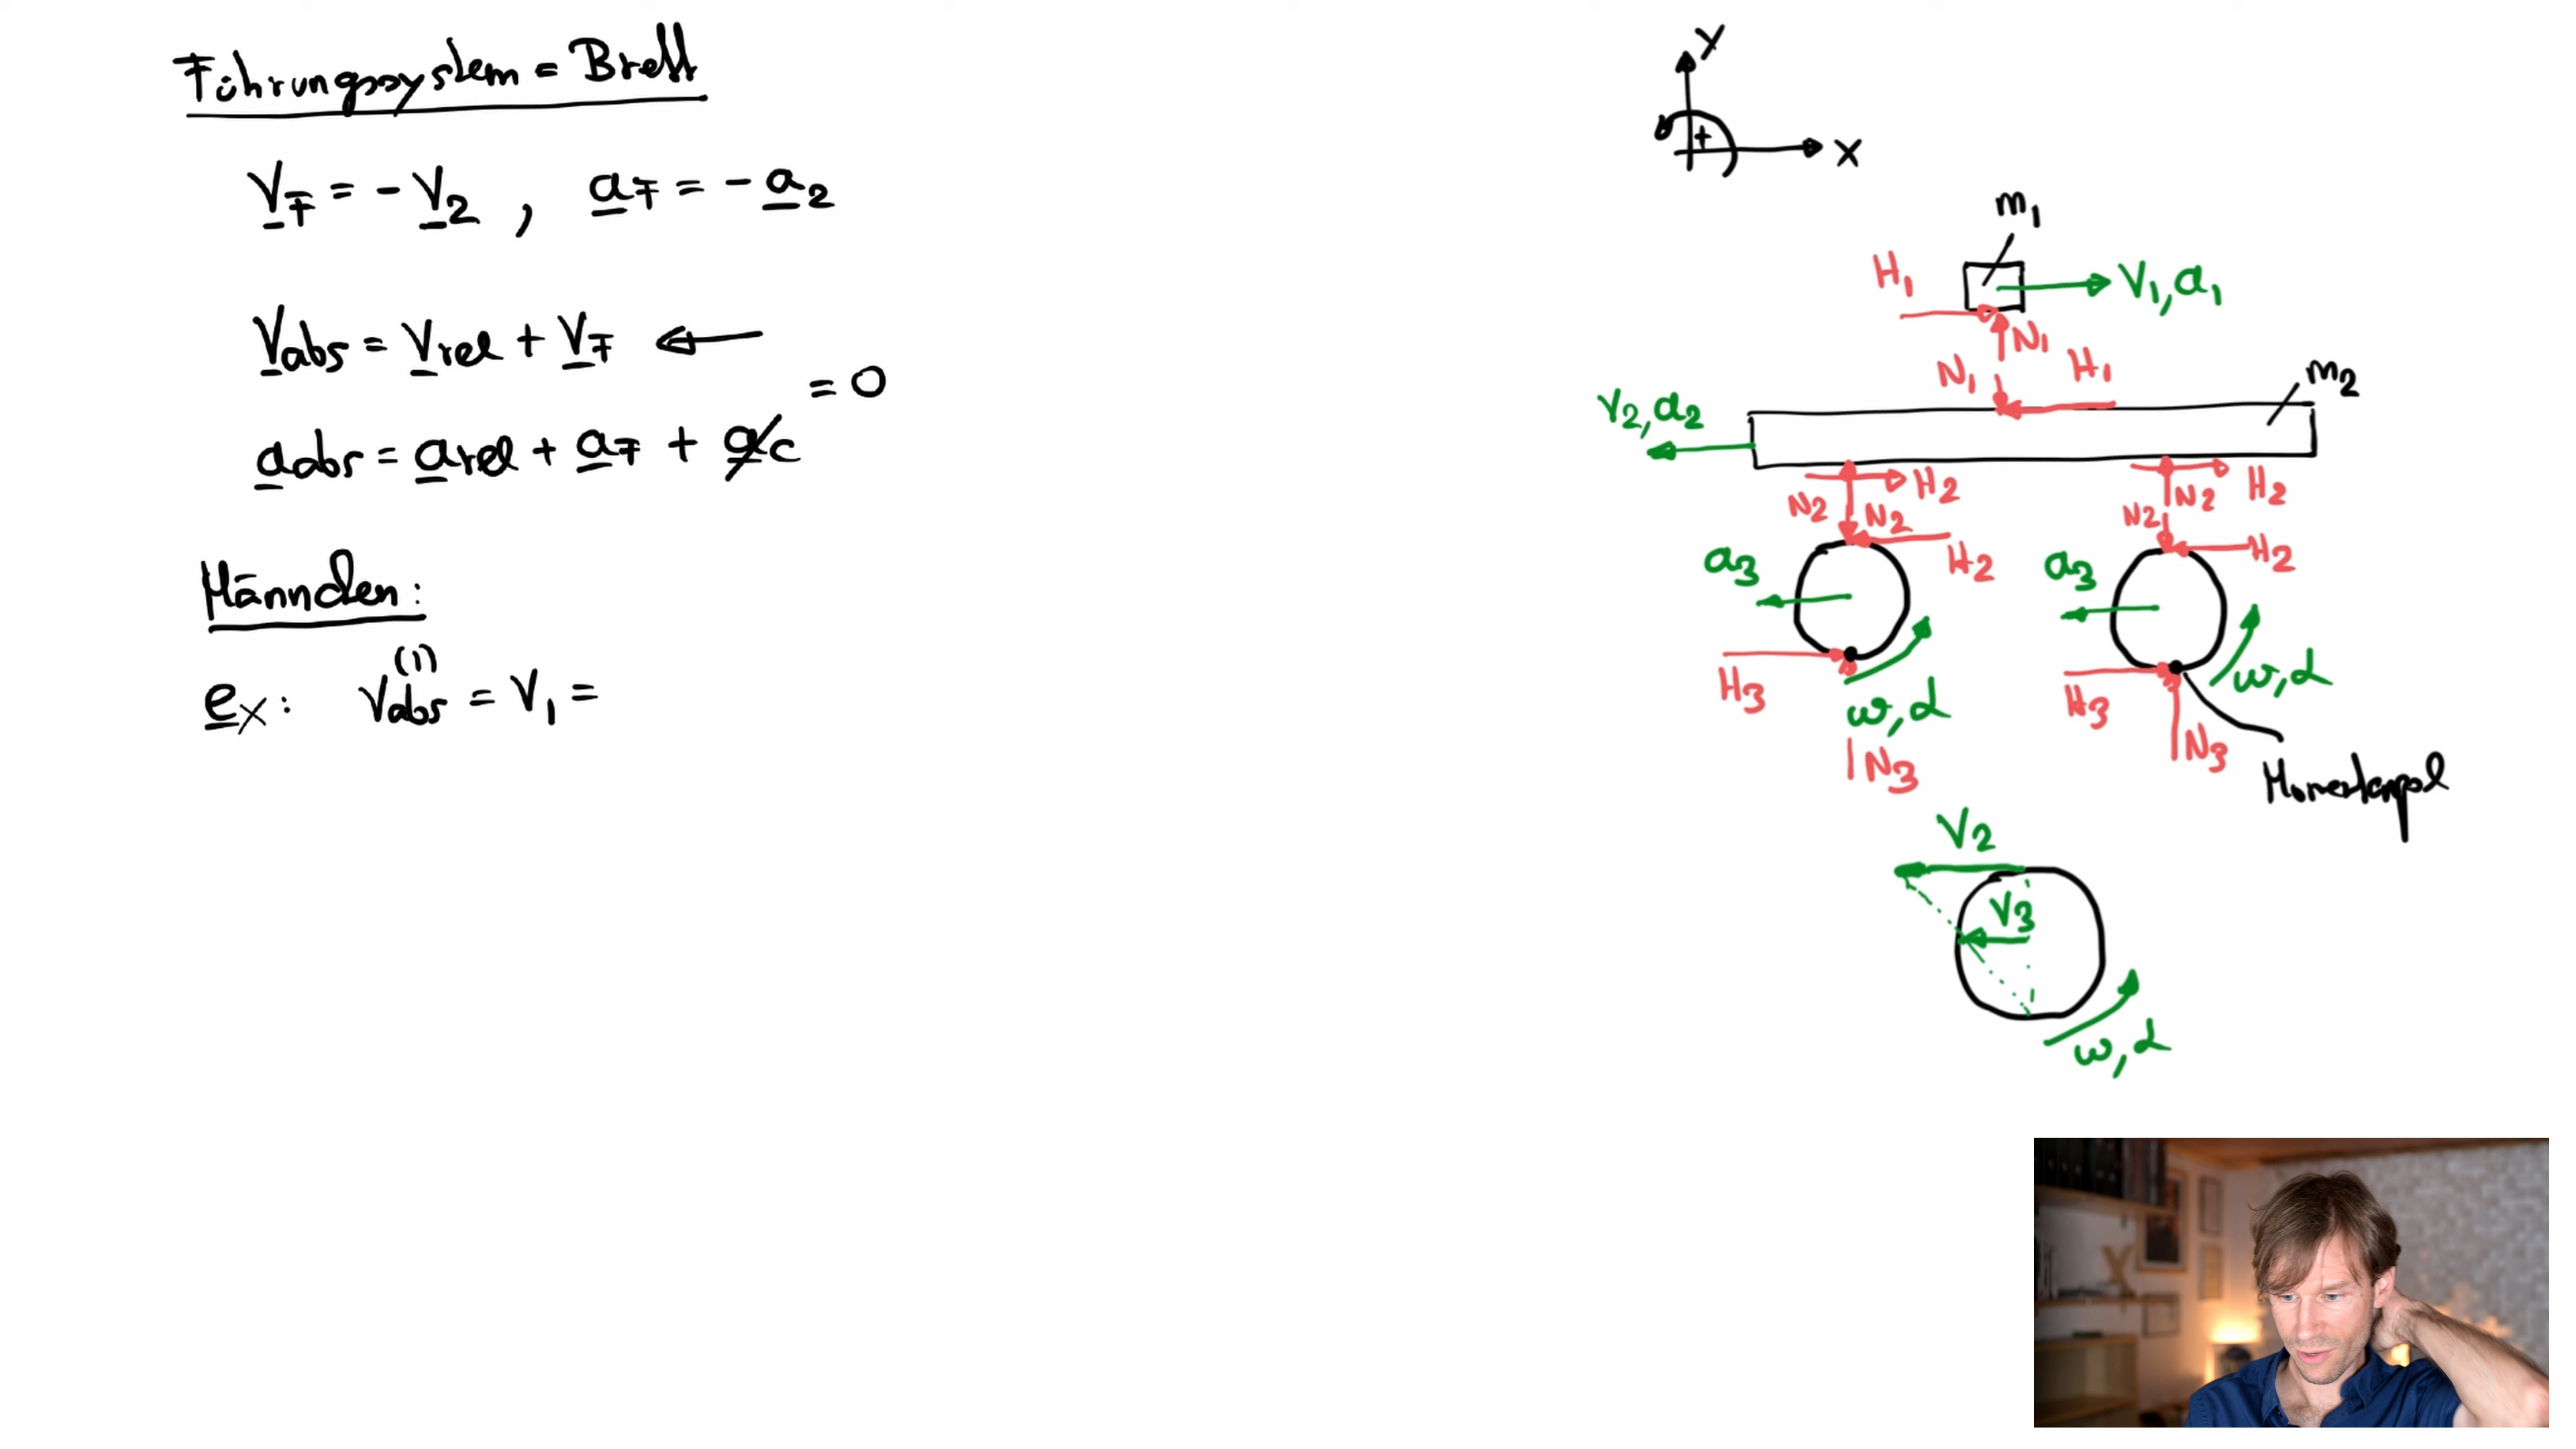 Führungssystem = Brett
v_F = - v_2 , a_F = - a_2
v_abs = v_rel + v_F
a_abs = a_rel + a_F + a_c = 0
Männchen:
e_x: v_abs^(1) = v_1 =
y
+
x
m_1
H_1
v_1, a_1
N_1
N_1
H_1
m_2
v_2, a_2
H_2
H_2
N_2
N_2
N_2
N_2
H_2
H_2
a_3
a_3
H_3
ω, α
H_3
ω, α
N_3
N_3
Momentanpol
v_2
v_3
ω, α